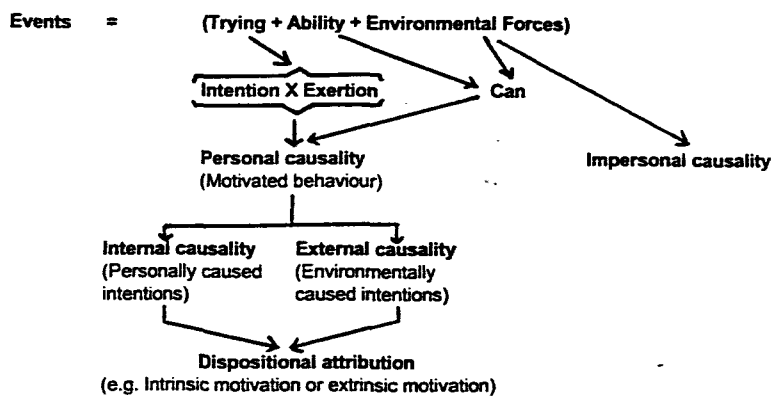 Events = (Trying + Ability + Environmental Forces)
Intention X Exertion
Can
Personal causality
(Motivated behaviour)
Impersonal causality
Internal causality
(Personally caused
intentions)
External causality
(Environmentally
caused intentions)
Dispositional attribution
(e.g. Intrinsic motivation or extrinsic motivation)